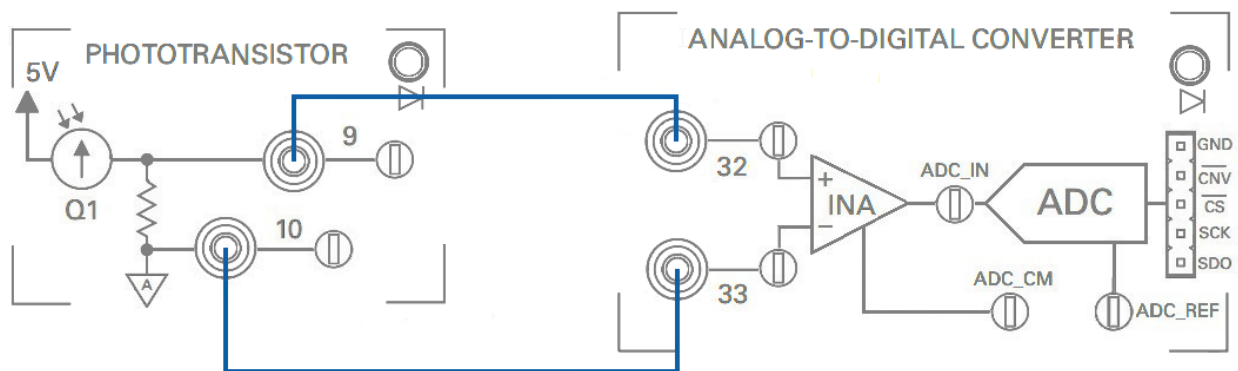 PHOTOTRANSISTOR
5V
Q1
9
10
A
ANALOG-TO-DIGITAL CONVERTER
32
33
+
INA
−
ADC_IN
ADC
ADC_CM
ADC_REF
GND
CNV
CS
SCK
SDO